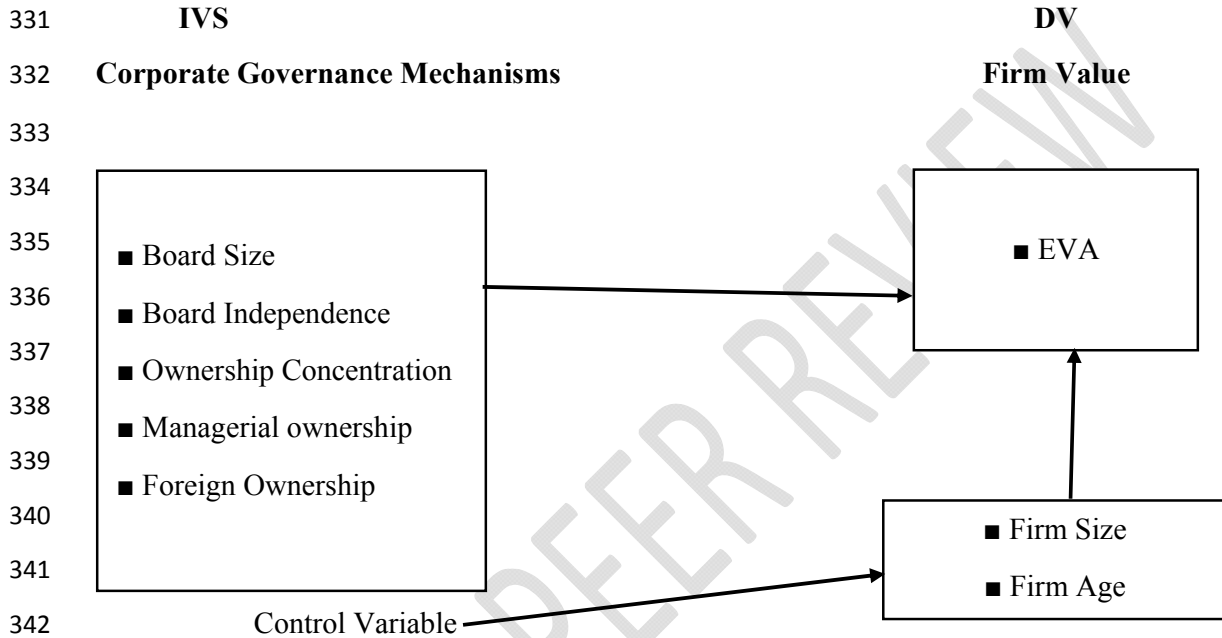 331 IVS DV
332 Corporate Governance Mechanisms Firm Value
333
334
335 ■ Board Size ■ EVA
336 ■ Board Independence
337 ■ Ownership Concentration
338 ■ Managerial ownership
339 ■ Foreign Ownership
340 ■ Firm Size
341 ■ Firm Age
342 Control Variable
PEER REVIEW